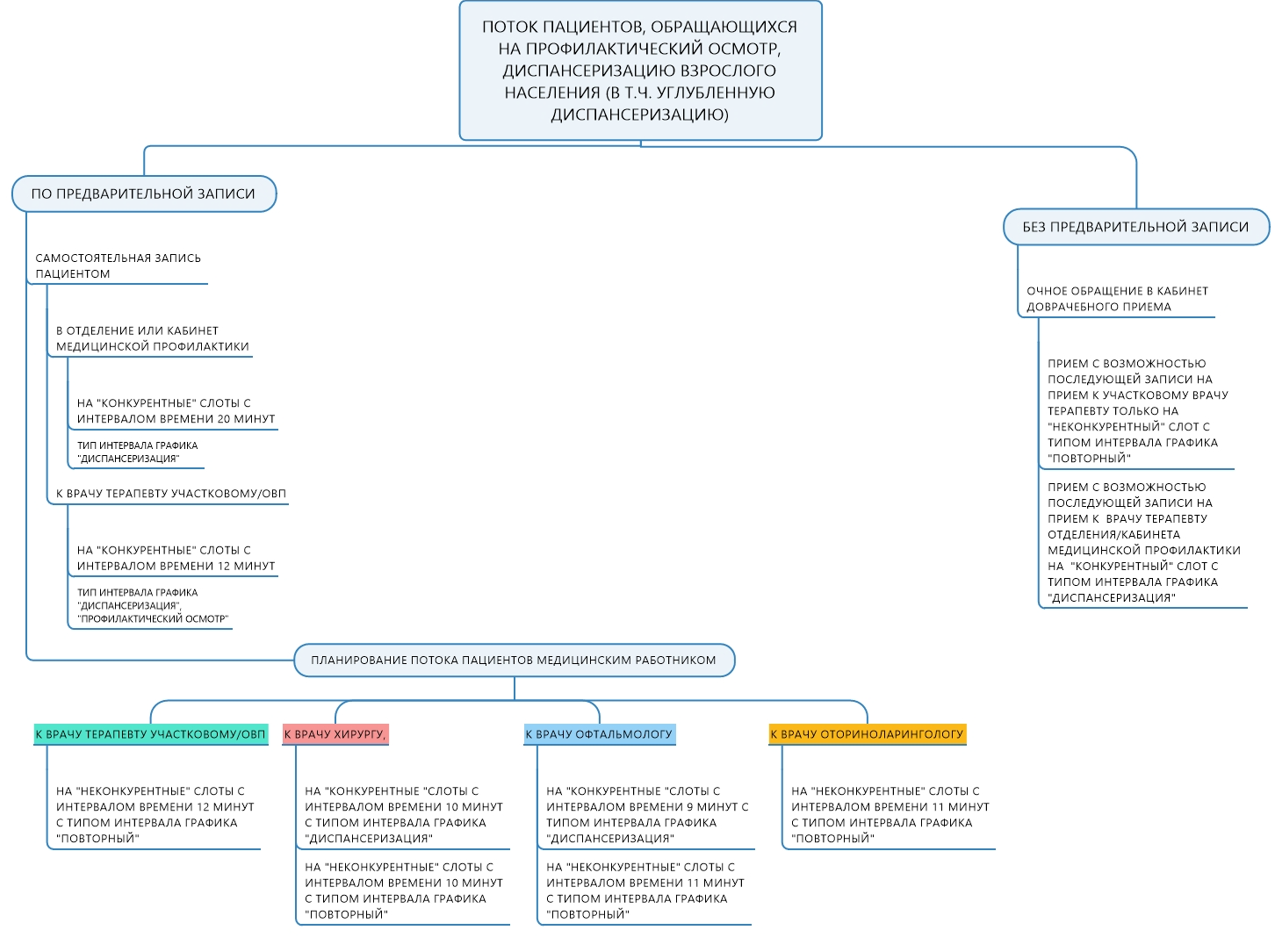 ПОТОК ПАЦИЕНТОВ, ОБРАЩАЮЩИХСЯ
НА ПРОФИЛАКТИЧЕСКИЙ ОСМОТР,
ДИСПАНСЕРИЗАЦИЮ ВЗРОСЛОГО
НАСЕЛЕНИЯ (В Т.Ч. УГЛУБЛЕННУЮ
ДИСПАНСЕРИЗАЦИЮ)
ПО ПРЕДВАРИТЕЛЬНОЙ ЗАПИСИ
САМОСТОЯТЕЛЬНАЯ ЗАПИСЬ
ПАЦИЕНТОМ
В ОТДЕЛЕНИЕ ИЛИ КАБИНЕТ
МЕДИЦИНСКОЙ ПРОФИЛАКТИКИ
НА "КОНКУРЕНТНЫЕ" СЛОТЫ С
ИНТЕРВАЛОМ ВРЕМЕНИ 20 МИНУТ
ТИП ИНТЕРВАЛА ГРАФИКА
"ДИСПАНСЕРИЗАЦИЯ"
К ВРАЧУ ТЕРАПЕВТУ УЧАСТКОВОМУ/ОВП
НА "КОНКУРЕНТНЫЕ" СЛОТЫ С
ИНТЕРВАЛОМ ВРЕМЕНИ 12 МИНУТ
ТИП ИНТЕРВАЛА ГРАФИКА
"ДИСПАНСЕРИЗАЦИЯ",
"ПРОФИЛАКТИЧЕСКИЙ ОСМОТР"
БЕЗ ПРЕДВАРИТЕЛЬНОЙ ЗАПИСИ
ОЧНОЕ ОБРАЩЕНИЕ В КАБИНЕТ
ДОВРАЧЕБНОГО ПРИЕМА
ПРИЕМ С ВОЗМОЖНОСТЬЮ
ПОСЛЕДУЮЩЕЙ ЗАПИСИ НА
ПРИЕМ К УЧАСТКОВОМУ ВРАЧУ
ТЕРАПЕВТУ ТОЛЬКО НА
"НЕКОНКУРЕНТНЫЙ" СЛОТ С
ТИПОМ ИНТЕРВАЛА ГРАФИКА
"ПОВТОРНЫЙ"
ПРИЕМ С ВОЗМОЖНОСТЬЮ
ПОСЛЕДУЮЩЕЙ ЗАПИСИ НА
ПРИЕМ К ВРАЧУ ТЕРАПЕВТУ
ОТДЕЛЕНИЯ/КАБИНЕТА
МЕДИЦИНСКОЙ ПРОФИЛАКТИКИ
НА "КОНКУРЕНТНЫЙ" СЛОТ С
ТИПОМ ИНТЕРВАЛА ГРАФИКА
"ДИСПАНСЕРИЗАЦИЯ"
ПЛАНИРОВАНИЕ ПОТОКА ПАЦИЕНТОВ МЕДИЦИНСКИМ РАБОТНИКОМ
К ВРАЧУ ТЕРАПЕВТУ УЧАСТКОВОМУ/ОВП
НА "НЕКОНКУРЕНТНЫЕ" СЛОТЫ С
ИНТЕРВАЛОМ ВРЕМЕНИ 12 МИНУТ
С ТИПОМ ИНТЕРВАЛА ГРАФИКА
"ПОВТОРНЫЙ"
К ВРАЧУ ХИРУРГУ,
НА "КОНКУРЕНТНЫЕ "СЛОТЫ С
ИНТЕРВАЛОМ ВРЕМЕНИ 10 МИНУТ
С ТИПОМ ИНТЕРВАЛА ГРАФИКА
"ДИСПАНСЕРИЗАЦИЯ"
НА "НЕКОНКУРЕНТНЫЕ" СЛОТЫ С
ИНТЕРВАЛОМ ВРЕМЕНИ 10 МИНУТ
С ТИПОМ ИНТЕРВАЛА ГРАФИКА
"ПОВТОРНЫЙ"
К ВРАЧУ ОФТАЛЬМОЛОГУ
НА "КОНКУРЕНТНЫЕ "СЛОТЫ С
ИНТЕРВАЛОМ ВРЕМЕНИ 9 МИНУТ С
ТИПОМ ИНТЕРВАЛА ГРАФИКА
"ДИСПАНСЕРИЗАЦИЯ"
НА "НЕКОНКУРЕНТНЫЕ" СЛОТЫ С
ИНТЕРВАЛОМ ВРЕМЕНИ 11 МИНУТ
С ТИПОМ ИНТЕРВАЛА ГРАФИКА
"ПОВТОРНЫЙ"
К ВРАЧУ ОТОРИНОЛАРИНГОЛОГУ
НА "НЕКОНКУРЕНТНЫЕ" СЛОТЫ С
ИНТЕРВАЛОМ ВРЕМЕНИ 11 МИНУТ
С ТИПОМ ИНТЕРВАЛА ГРАФИКА
"ПОВТОРНЫЙ"